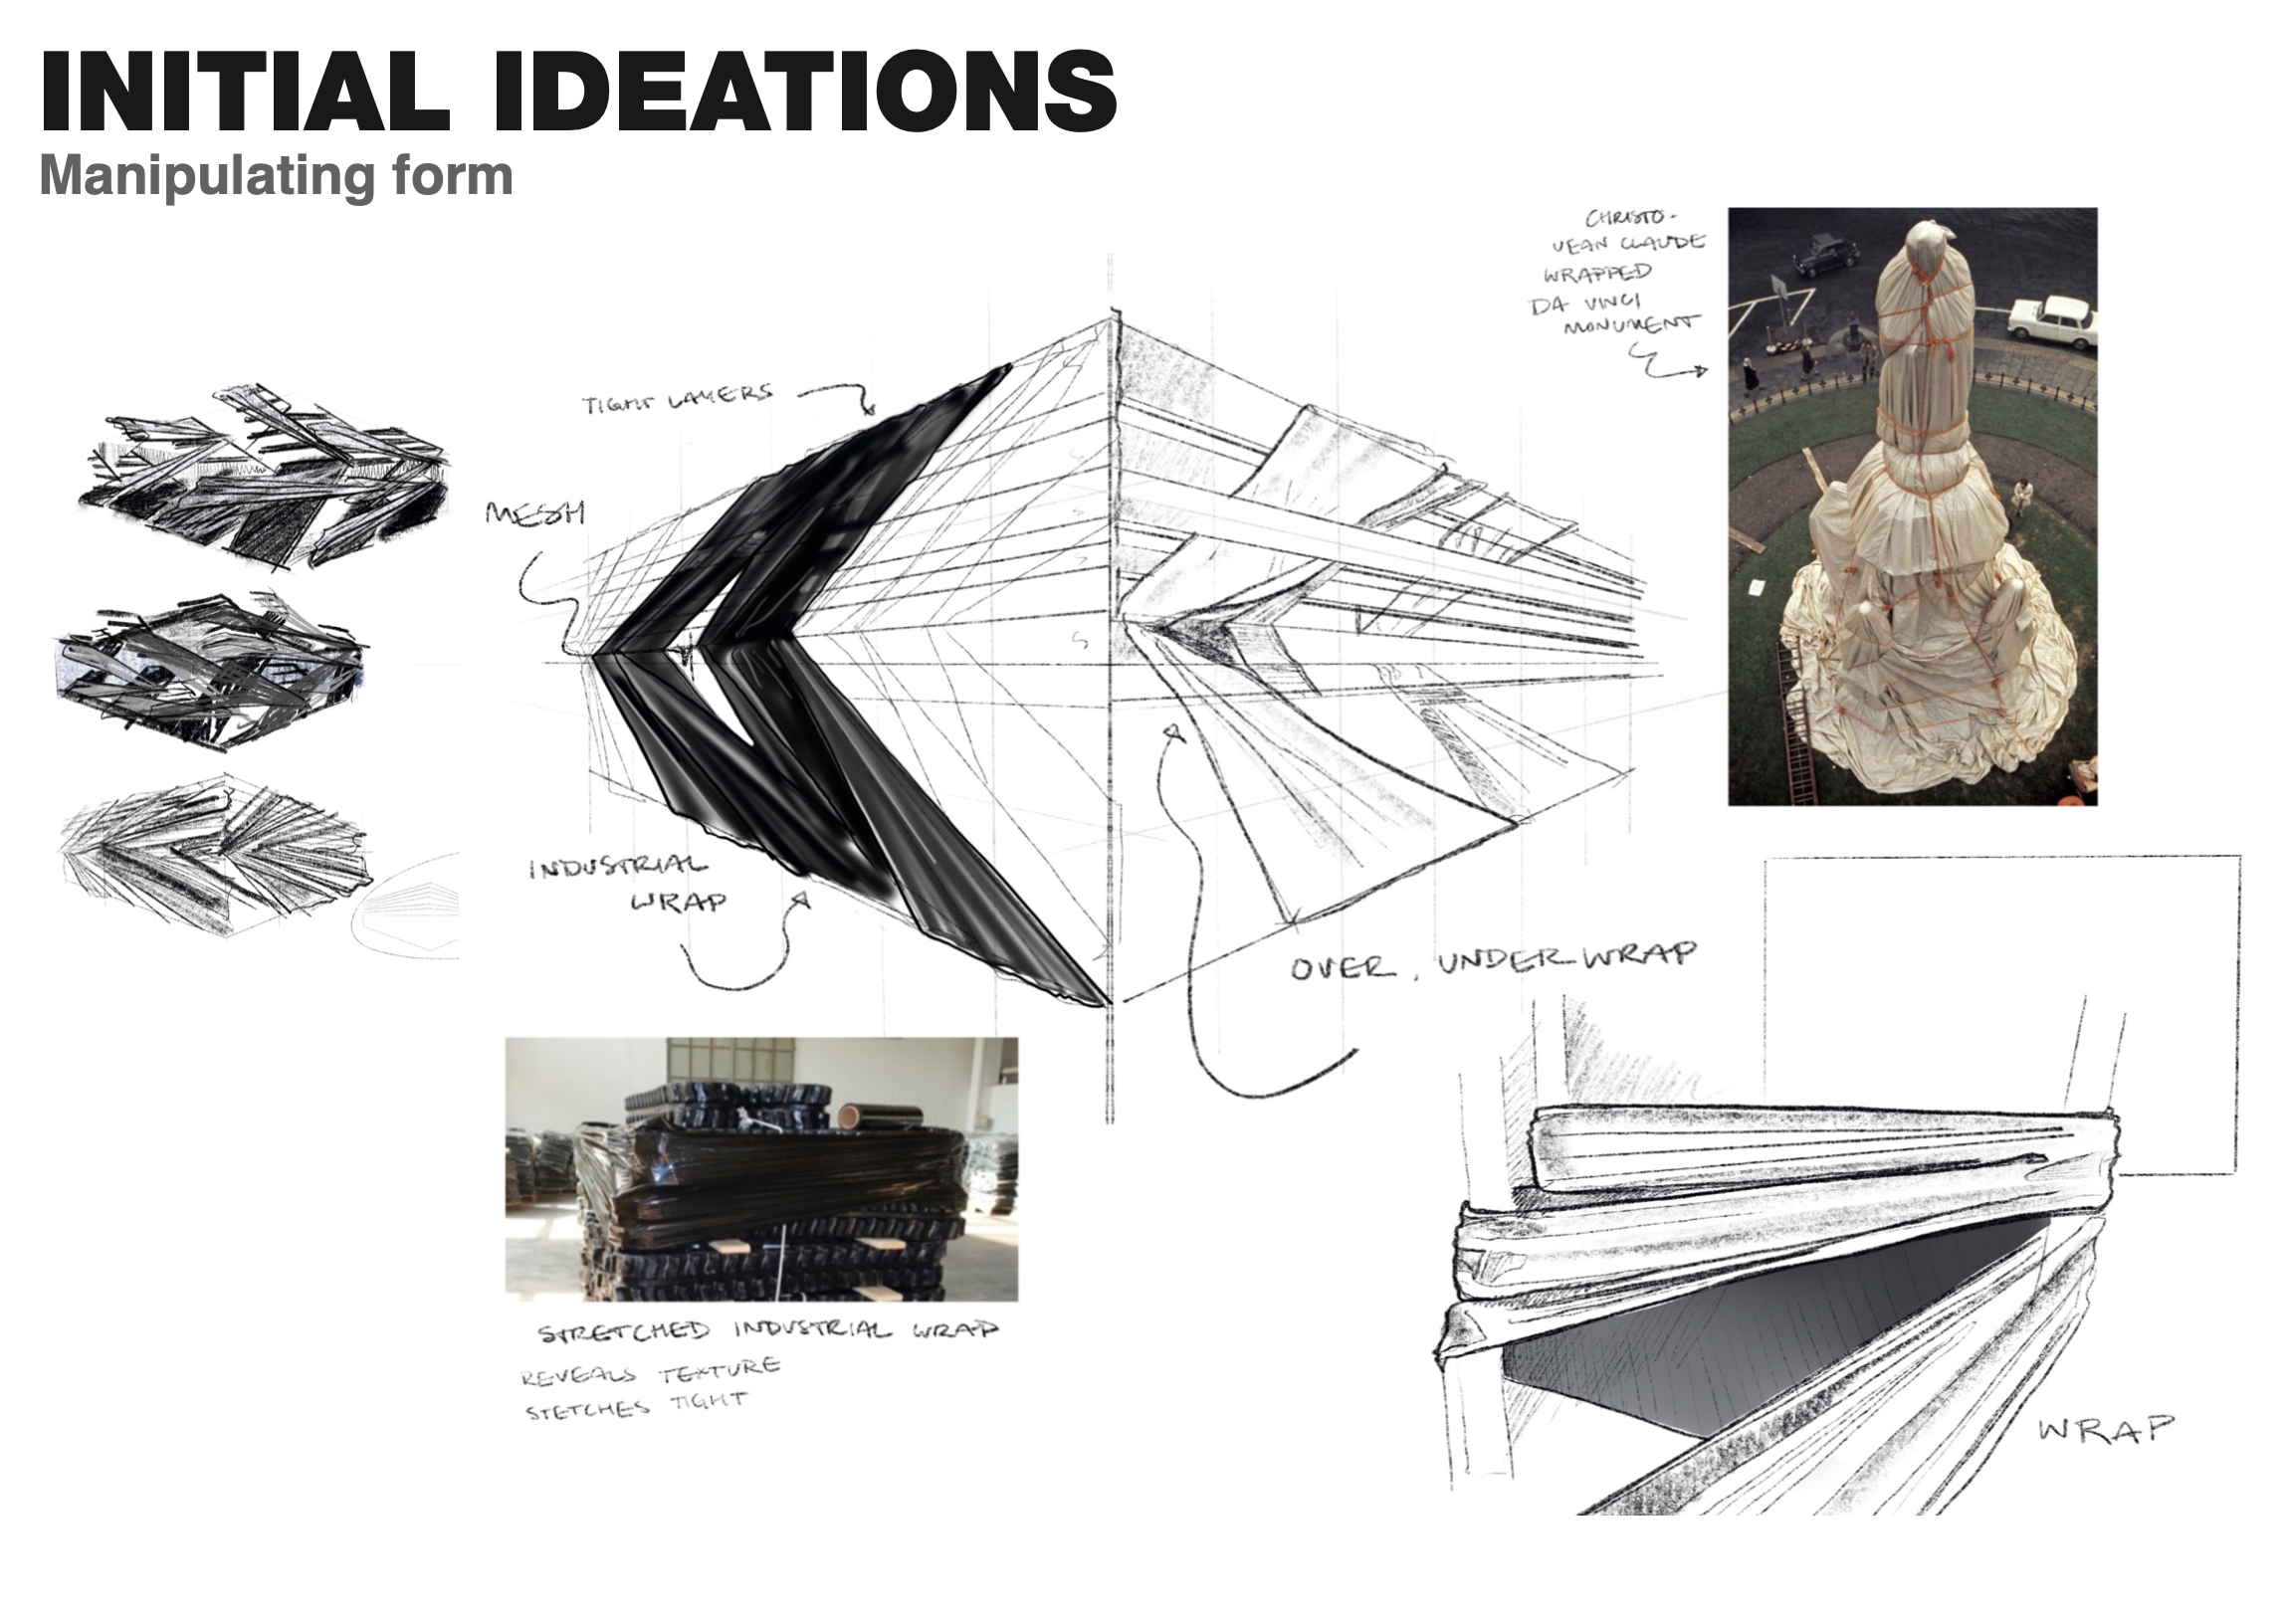 INITIAL IDEATIONS
Manipulating form
CHRISTO-
JEAN CLAUDE
WRAPPED
DA VINCI
MONUMENT
TIGHT LAYERS
MESH
INDUSTRIAL
WRAP
OVER, UNDER WRAP
STRETCHED INDUSTRIAL WRAP
REVEALS TEXTURE
STETCHES TIGHT
WRAP